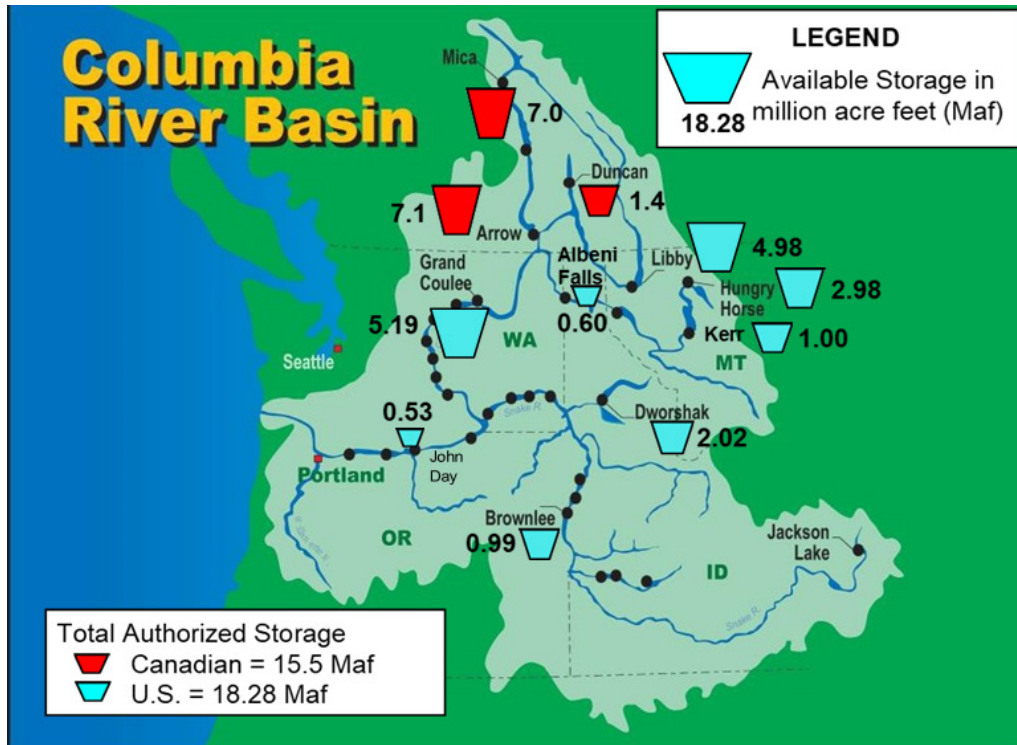 Columbia
River Basin
LEGEND
Available Storage in
million acre feet (Maf)
18.28
Mica
7.0
Duncan
1.4
7.1
Arrow
Albeni
Falls
0.60
Libby
4.98
Hungry
Horse
2.98
Kerr
1.00
MT
Grand
Coulee
5.19
WA
Seattle
Snake R.
Dworshak
2.02
0.53
John
Day
Portland
OR
Brownlee
0.99
ID
Jackson
Lake
Snake R.
Total Authorized Storage
Canadian = 15.5 Maf
U.S. = 18.28 Maf